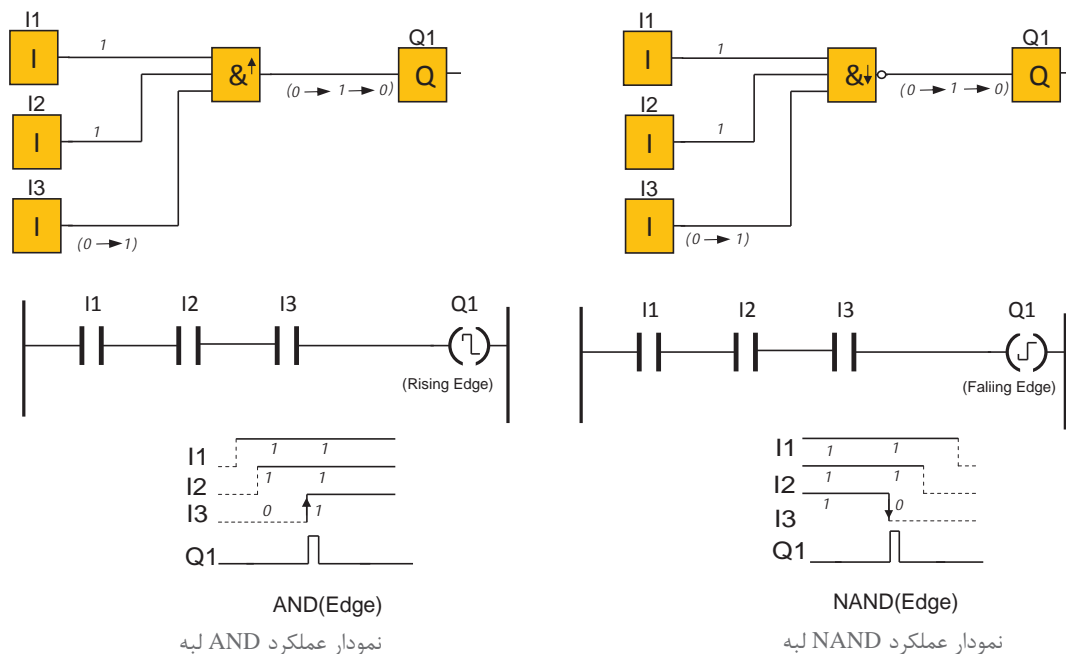 I1
I
1
Q1
&
(0 → 1 → 0)
Q
I2
I
1
I3
I
(0 → 1)
I1
I
1
Q1
&
(0 → 1 → 0)
Q
I2
I
1
I3
I
(0 → 1)
I1 I2 I3 Q1
(Rising Edge)
I1 I2 I3 Q1
(Faliing Edge)
I1 1 1
I2 1 1
I3 0 1
Q1
AND(Edge)
نمودار عملکرد AND لبه
I1 1 1
I2 1 1
I3 1 0
Q1
NAND(Edge)
نمودار عملکرد NAND لبه